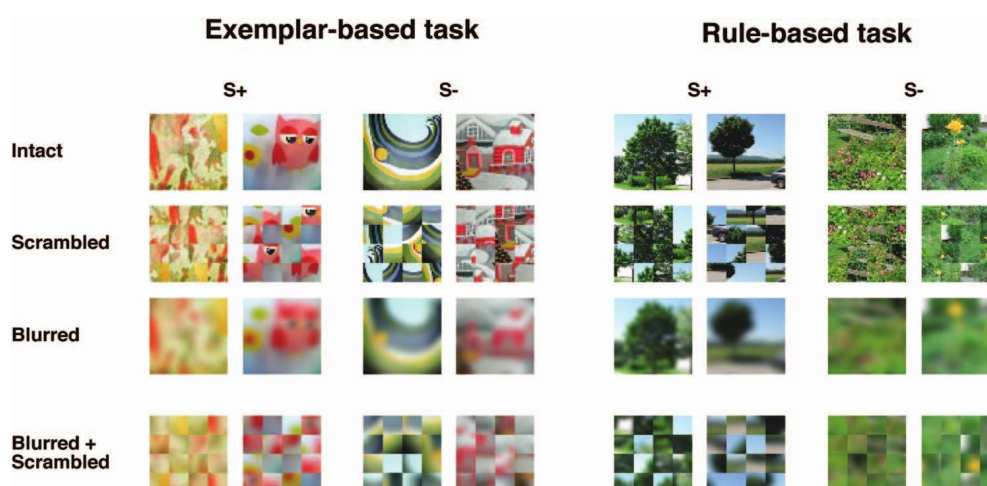 Exemplar-based task
Rule-based task
S+
S-
S+
S-
Intact
Scrambled
Blurred
Blurred +
Scrambled